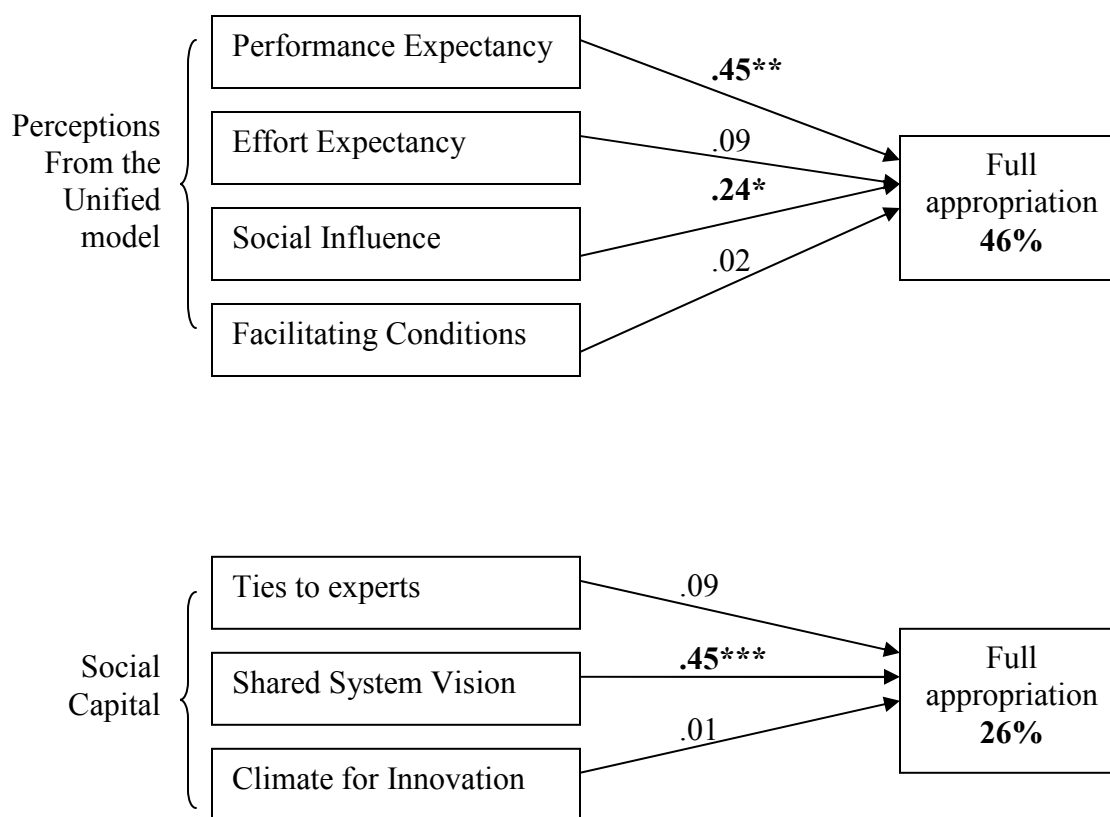 Performance Expectancy
.45**
Perceptions
From the
Unified
model
Effort Expectancy
.09
.24*
Social Influence
.02
Facilitating Conditions
Full
appropriation
46%
Ties to experts
.09
Social
Capital
Shared System Vision
.45***
.01
Climate for Innovation
Full
appropriation
26%